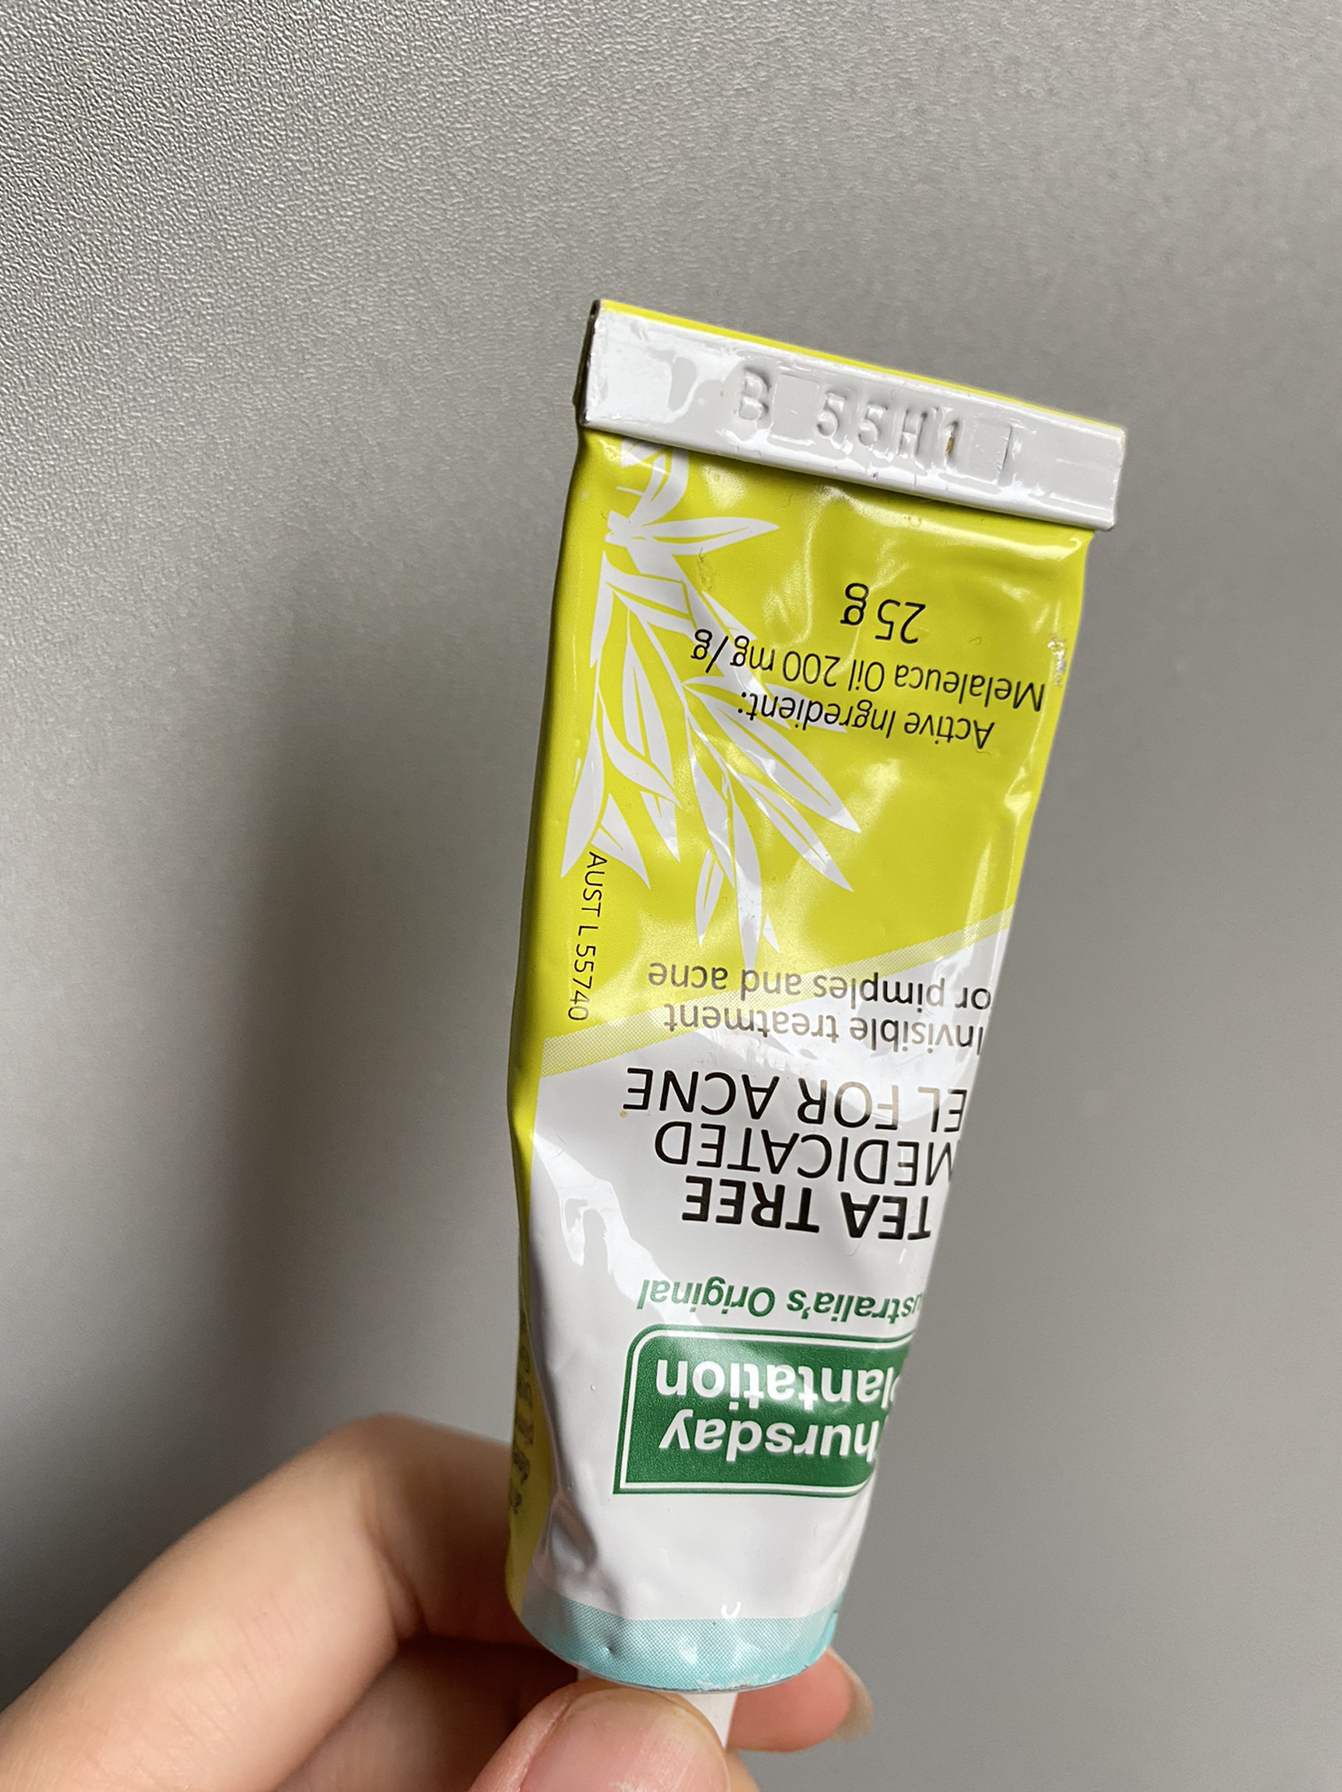 hursday
lantation
ustralia's Original
TEA TREE
MEDICATED
EL FOR ACNE
Invisible treatment
or pimples and acne
Active Ingredient:
Melaleuca Oil 200 mg/g
25 g
AUST L 55740
B 55H1